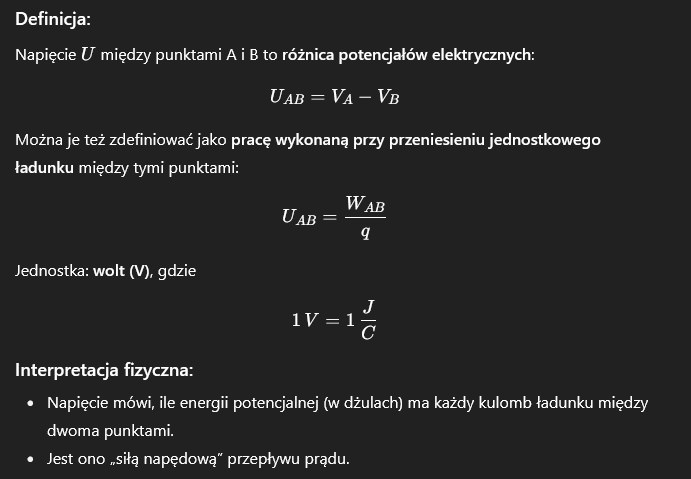 Definicja:
Napięcie U między punktami A i B to różnica potencjałów elektrycznych:
U_{AB} = V_A − V_B
Można je też zdefiniować jako pracę wykonaną przy przeniesieniu jednostkowego
ładunku między tymi punktami:
U_{AB} = \frac{W_{AB}}{q}
Jednostka: wolt (V), gdzie
1 V = 1 \frac{J}{C}
Interpretacja fizyczna:
• Napięcie mówi, ile energii potencjalnej (w dżulach) ma każdy kulomb ładunku między
dwoma punktami.
• Jest ono „siłą napędową” przepływu prądu.